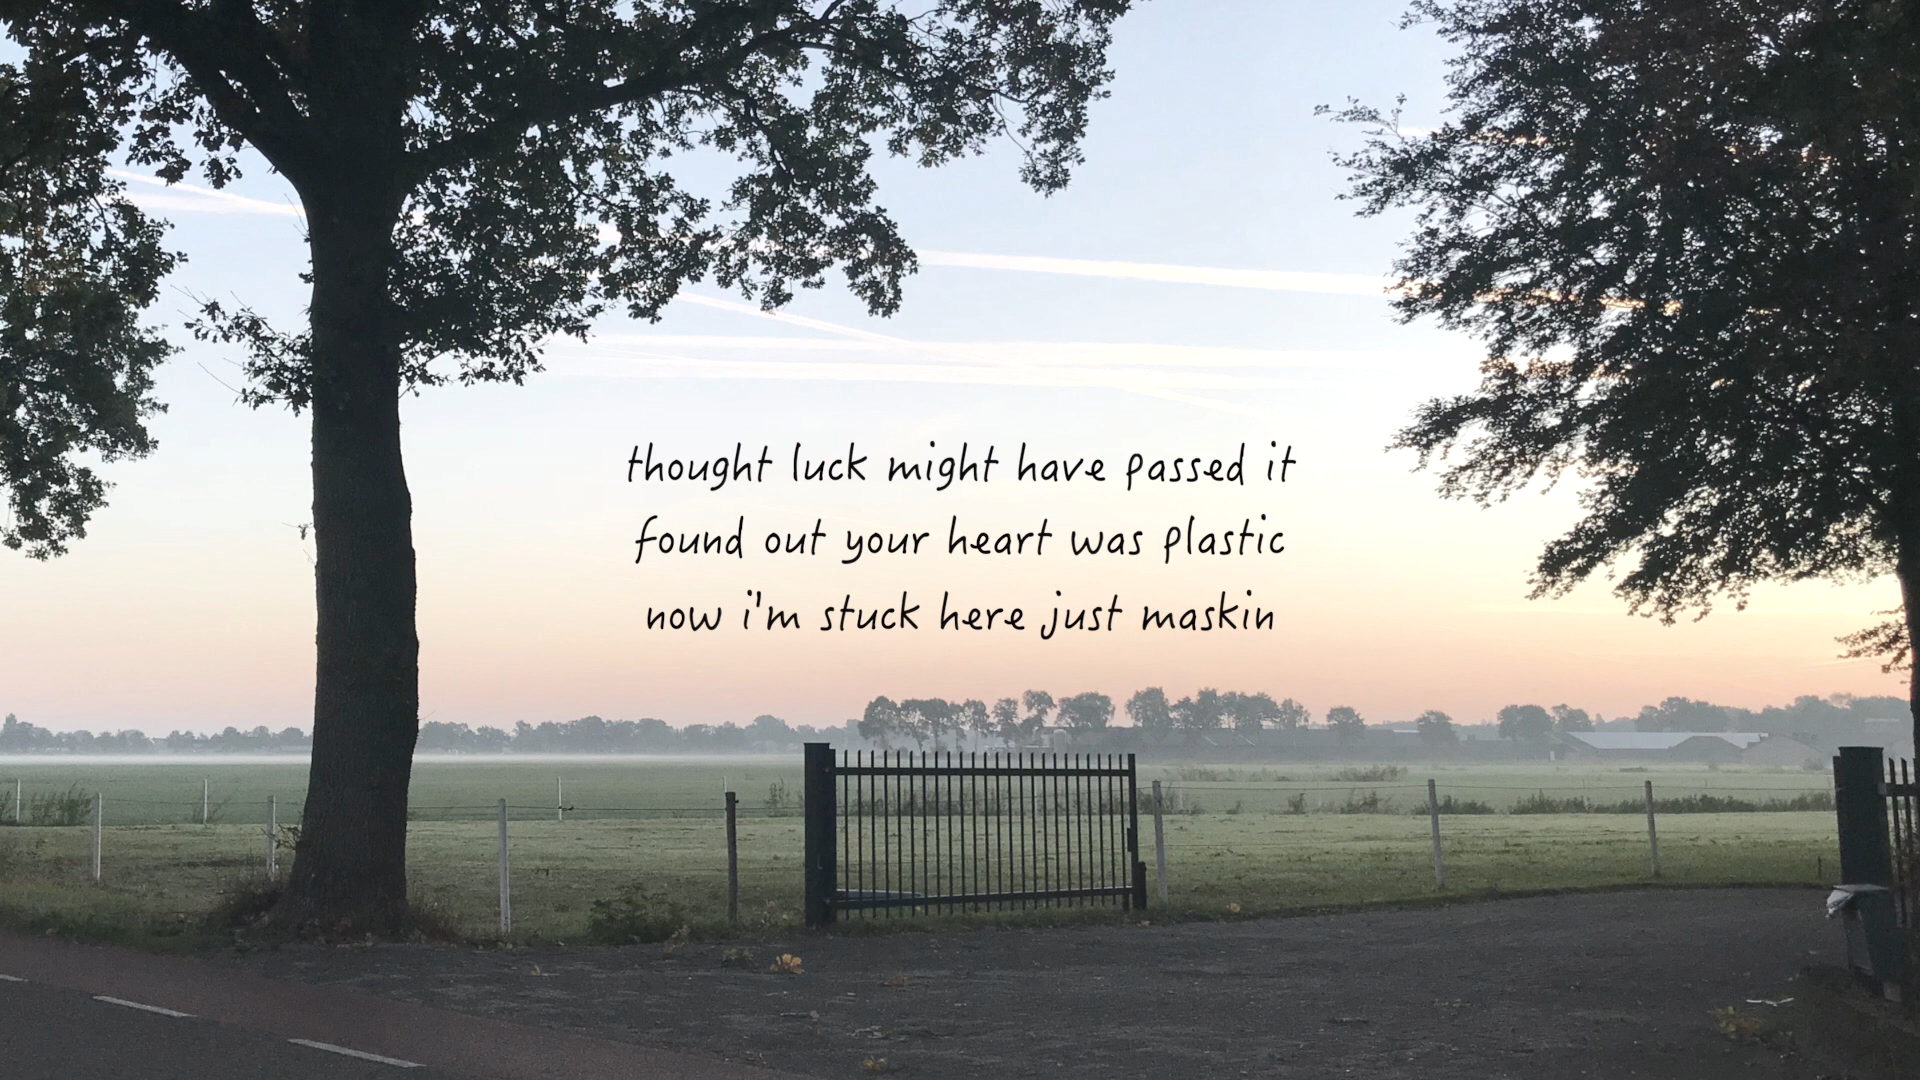 thought luck might have passed it
found out your heart was plastic
now i'm stuck here just maskin